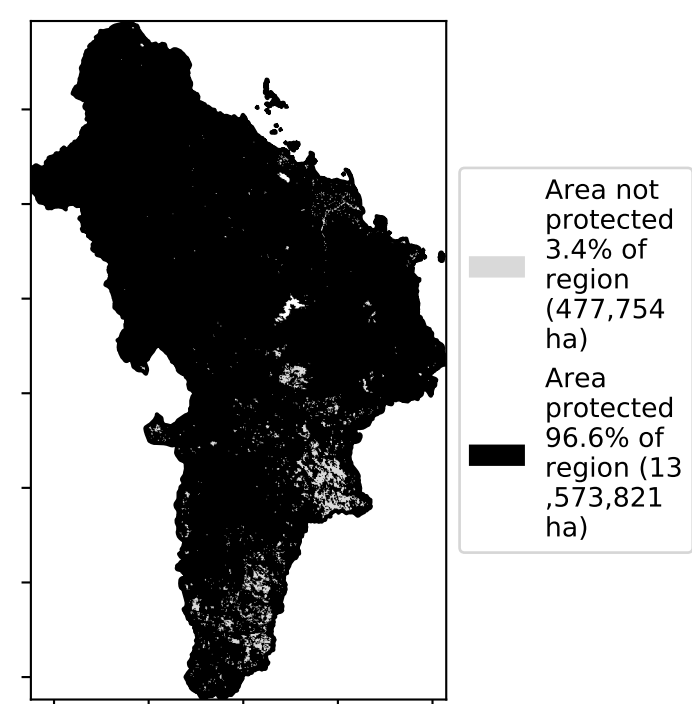 Area not
protected
3.4% of
region
(477,754
ha)
Area
protected
96.6% of
region (13
,573,821
ha)